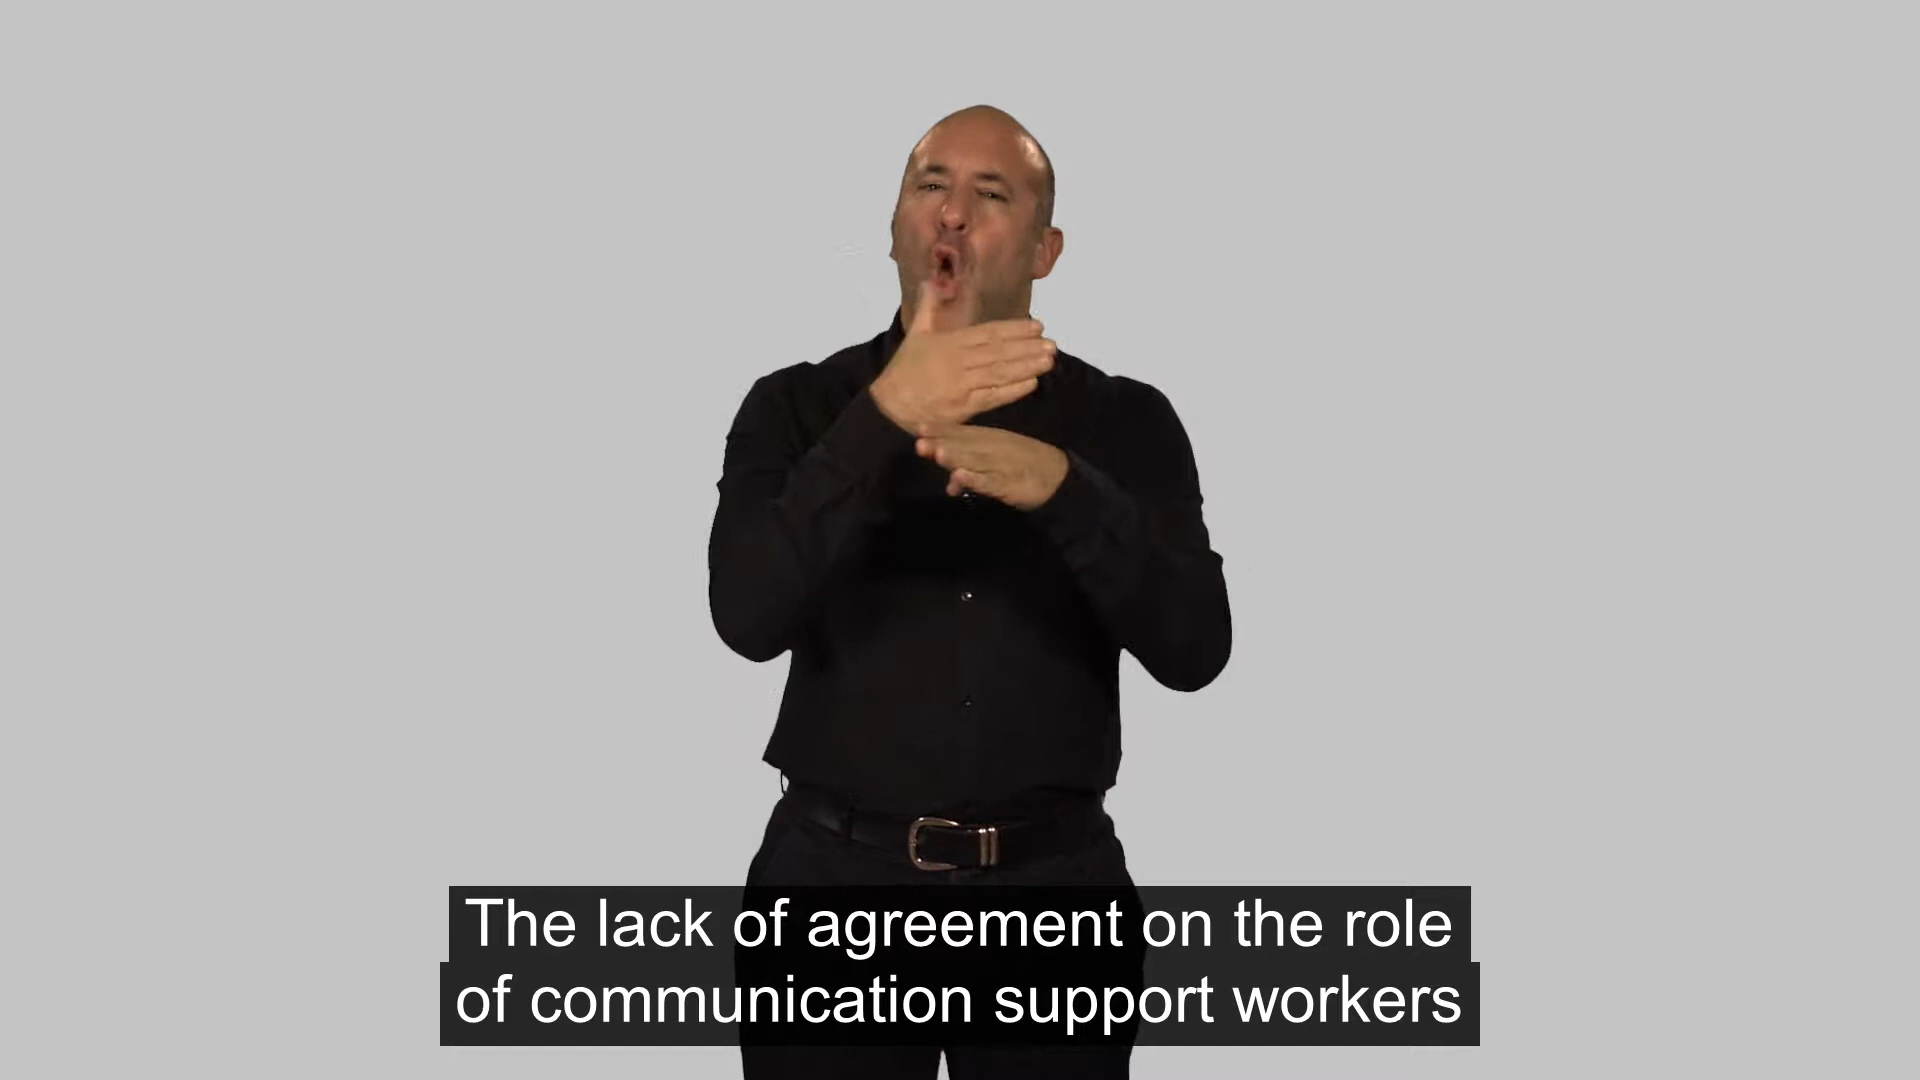 The lack of agreement on the role
of communication support workers